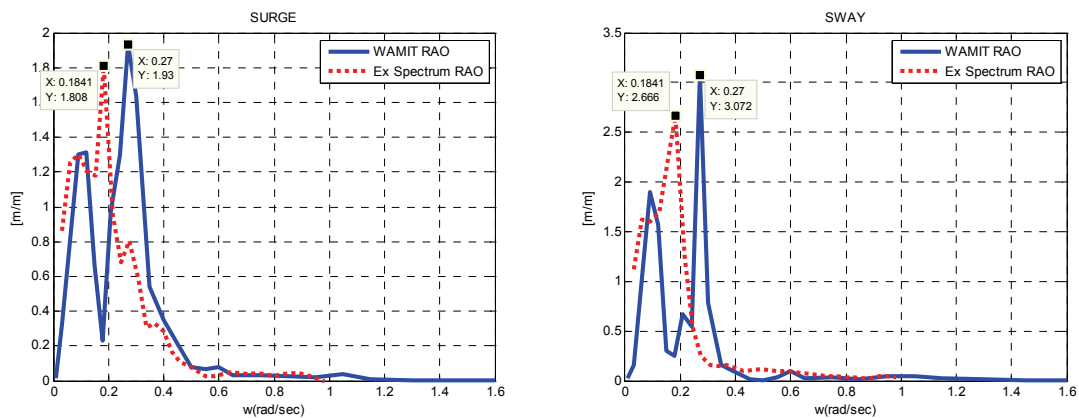 SURGE
WAMIT RAO
Ex Spectrum RAO
X: 0.1841
Y: 1.808
X: 0.27
Y: 1.93
[m/m]
2
1.8
1.6
1.4
1.2
1
0.8
0.6
0.4
0.2
0
0 0.2 0.4 0.6 0.8 1 1.2 1.4 1.6
w(rad/sec)
SWAY
WAMIT RAO
Ex Spectrum RAO
X: 0.1841
Y: 2.666
X: 0.27
Y: 3.072
[m/m]
3.5
3
2.5
2
1.5
1
0.5
0
0 0.2 0.4 0.6 0.8 1 1.2 1.4 1.6
w(rad/sec)